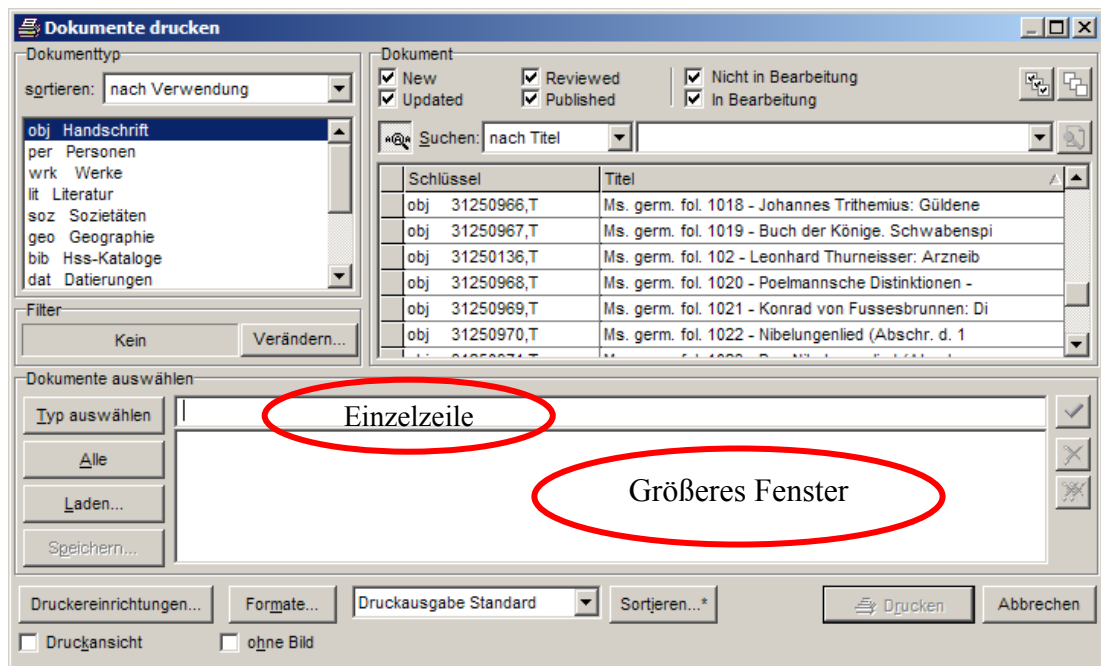 Dokumente drucken
Dokumenttyp
sortieren: nach Verwendung
obj Handschrift
per Personen
wrk Werke
lit Literatur
soz Sozietäten
geo Geographie
bib Hss-Kataloge
dat Datierungen
Filter
Kein Verändern...
Dokument
New Reviewed Nicht in Bearbeitung
Updated Published In Bearbeitung
Suchen: nach Titel
Schlüssel Titel
obj 31250966,T Ms. germ. fol. 1018 - Johannes Trithemius: Güldene
obj 31250967,T Ms. germ. fol. 1019 - Buch der Könige. Schwabenspi
obj 31250136,T Ms. germ. fol. 102 - Leonhard Thurneisser: Arzneib
obj 31250968,T Ms. germ. fol. 1020 - Poelmannsche Distinktionen -
obj 31250969,T Ms. germ. fol. 1021 - Konrad von Fussesbrunnen: Di
obj 31250970,T Ms. germ. fol. 1022 - Nibelungenlied (Abschr. d. 1
Dokumente auswählen
Typ auswählen Einzelzeile
Alle
Größeres Fenster
Laden...
Speichern...
Druckereinrichtungen... Formate... Druckausgabe Standard Sortieren...* Drucken Abbrechen
Druckansicht ohne Bild